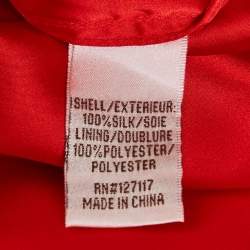 SHELL/EXTERIEUR:
100%SILK/SOIE
LINING/DOUBLURE
100%POLYESTER/
POLYESTER
RN#127117
MADE IN CHINA